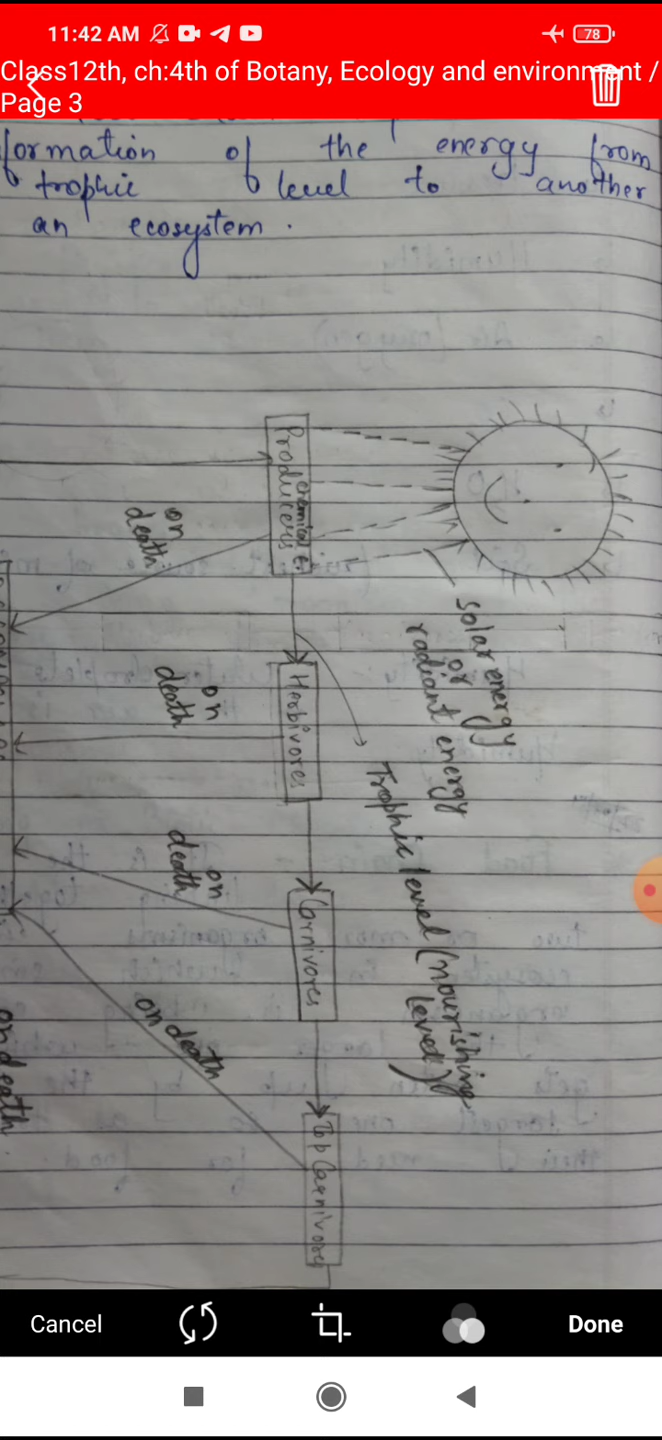 11:42 AM
78
Class12th, ch:4th of Botany, Ecology and environment /
Page 3
formation of the energy from
trophic level to another
an ecosystem.
solar energy
or
radiant energy
Producers
chemical E.
Herbivores
Carnivores
Top Carnivores
Trophic level (nourishing
level)
on
death
on
death
on
death
on death
on death
Cancel
Done